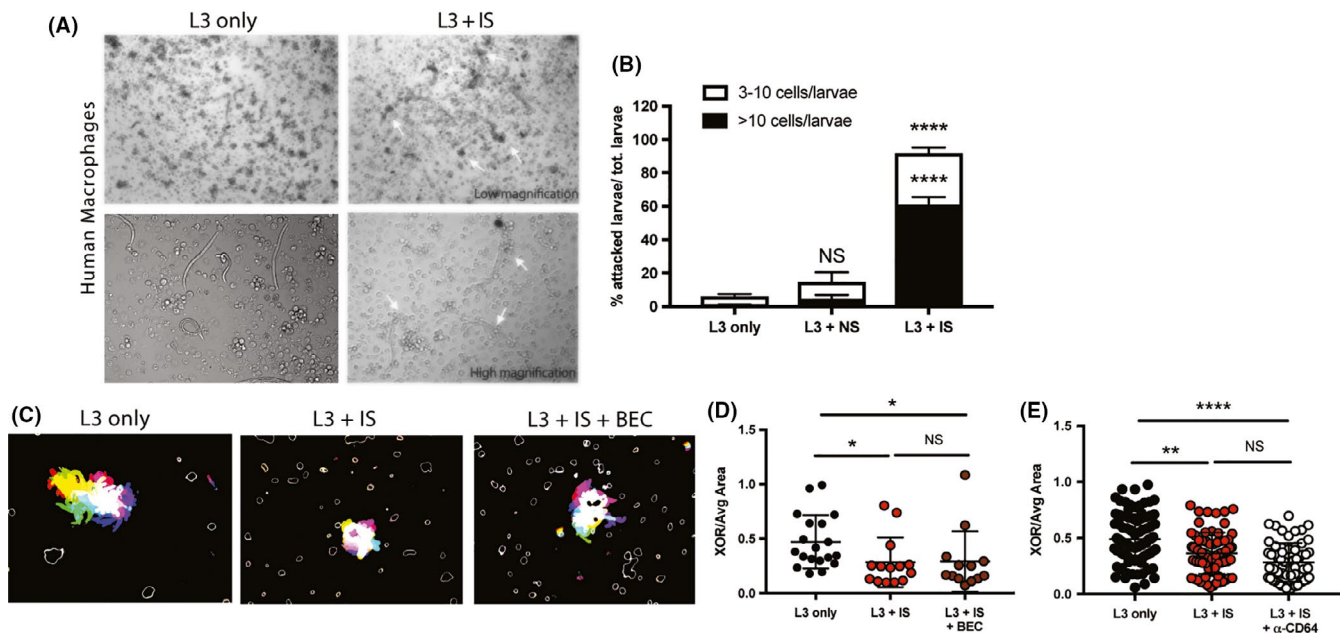 (A)
L3 only
L3 + IS
Human Macrophages
Low magnification
High magnification
(B)
3-10 cells/larvae
>10 cells/larvae
% attacked larvae/ tot. larvae
120
100
80
60
40
20
0
NS
****
****
L3 only
L3 + NS
L3 + IS
(C)
L3 only
L3 + IS
L3 + IS + BEC
(D)
XOR/Avg Area
1.5
1.0
0.5
0.0
*
*
NS
L3 only
L3 + IS
L3 + IS
+ BEC
(E)
XOR/Avg Area
1.5
1.0
0.5
0.0
****
**
NS
L3 only
L3 + IS
L3 + IS
+ α-CD64